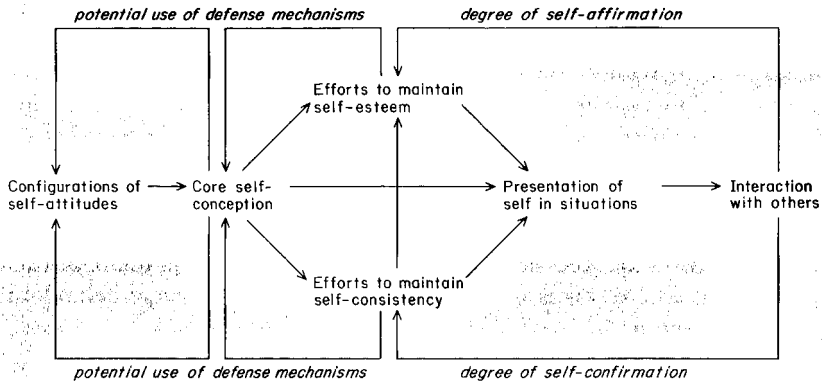 potential use of defense mechanisms
degree of self-affirmation
Efforts to maintain
self-esteem
Configurations of
self-attitudes
Core self-
conception
Presentation of
self in situations
Interaction
with others
Efforts to maintain
self-consistency
potential use of defense mechanisms
degree of self-confirmation